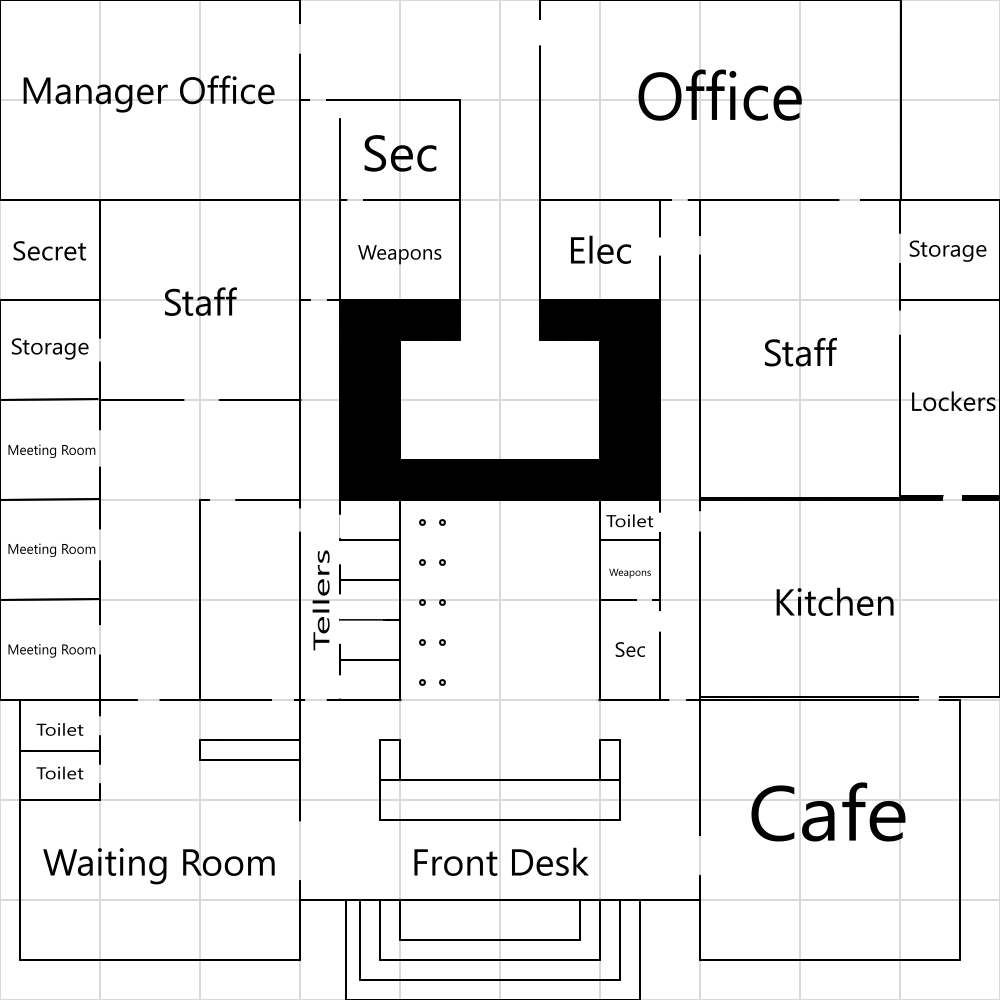 Manager Office
Office
Sec
Secret
Weapons
Elec
Storage
Staff
Storage
Staff
Lockers
Meeting Room
Toilet
Meeting Room
Weapons
Tellers
Kitchen
Meeting Room
Sec
Toilet
Toilet
Cafe
Waiting Room
Front Desk